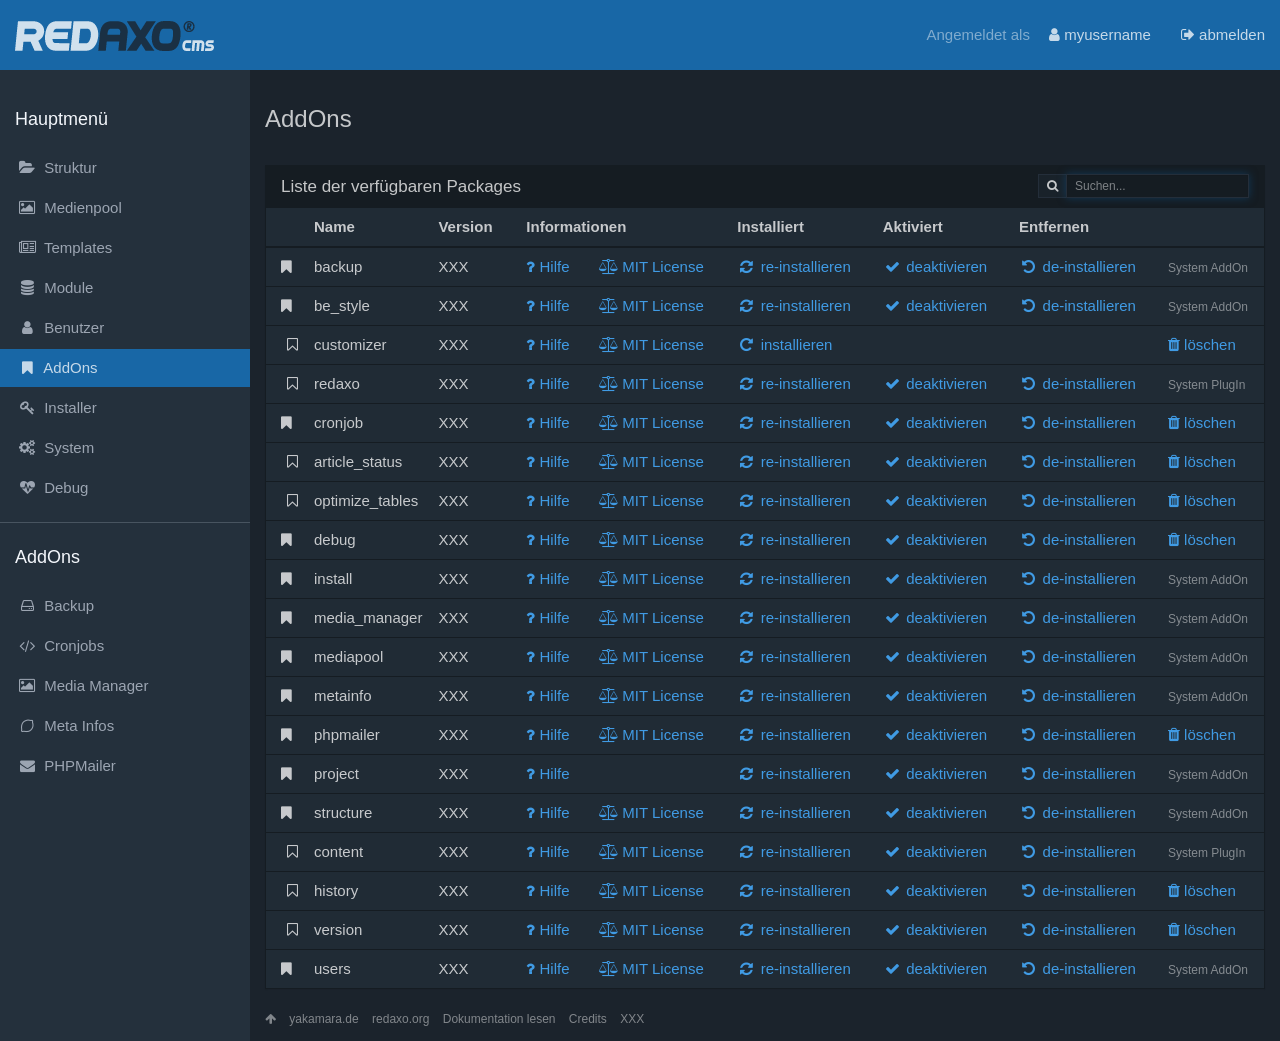 REDAXO® cms
Angemeldet als myusername abmelden
Hauptmenü
Struktur
Medienpool
Templates
Module
Benutzer
AddOns
Installer
System
Debug
AddOns
Backup
Cronjobs
Media Manager
Meta Infos
PHPMailer
AddOns
Liste der verfügbaren Packages Suchen...
Name Version Informationen Installiert Aktiviert Entfernen
backup XXX ? Hilfe MIT License re-installieren deaktivieren de-installieren System AddOn
be_style XXX ? Hilfe MIT License re-installieren deaktivieren de-installieren System AddOn
customizer XXX ? Hilfe MIT License installieren löschen
redaxo XXX ? Hilfe MIT License re-installieren deaktivieren de-installieren System PlugIn
cronjob XXX ? Hilfe MIT License re-installieren deaktivieren de-installieren löschen
article_status XXX ? Hilfe MIT License re-installieren deaktivieren de-installieren löschen
optimize_tables XXX ? Hilfe MIT License re-installieren deaktivieren de-installieren löschen
debug XXX ? Hilfe MIT License re-installieren deaktivieren de-installieren löschen
install XXX ? Hilfe MIT License re-installieren deaktivieren de-installieren System AddOn
media_manager XXX ? Hilfe MIT License re-installieren deaktivieren de-installieren System AddOn
mediapool XXX ? Hilfe MIT License re-installieren deaktivieren de-installieren System AddOn
metainfo XXX ? Hilfe MIT License re-installieren deaktivieren de-installieren System AddOn
phpmailer XXX ? Hilfe MIT License re-installieren deaktivieren de-installieren löschen
project XXX ? Hilfe re-installieren deaktivieren de-installieren System AddOn
structure XXX ? Hilfe MIT License re-installieren deaktivieren de-installieren System AddOn
content XXX ? Hilfe MIT License re-installieren deaktivieren de-installieren System PlugIn
history XXX ? Hilfe MIT License re-installieren deaktivieren de-installieren löschen
version XXX ? Hilfe MIT License re-installieren deaktivieren de-installieren löschen
users XXX ? Hilfe MIT License re-installieren deaktivieren de-installieren System AddOn
yakamara.de redaxo.org Dokumentation lesen Credits XXX